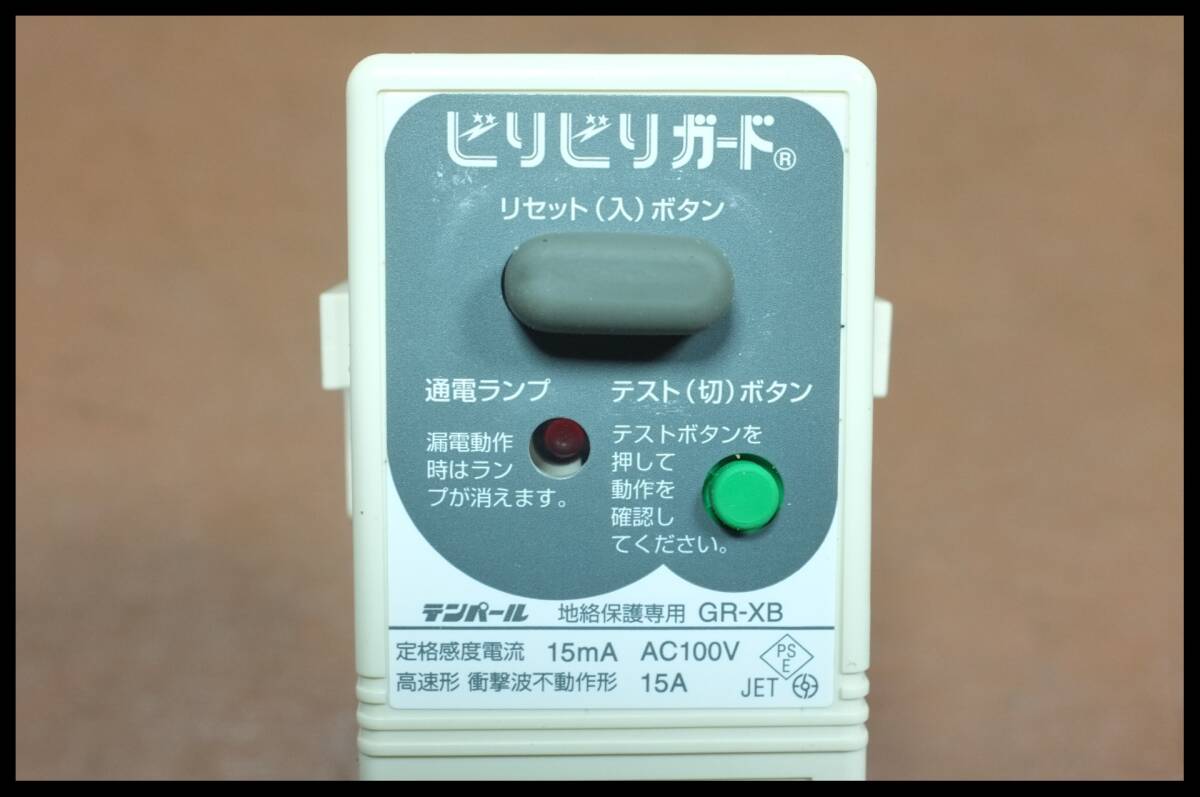 ビリビリガード®
リセット（入）ボタン
通電ランプ
漏電動作
時はラン
プが消えます。
テスト（切）ボタン
テストボタンを
押して
動作を
確認し
てください。
テンパール 地絡保護専用 GR-XB
定格感度電流 15mA AC100V
高速形 衝撃波不動作形 15A
PS
E
JET